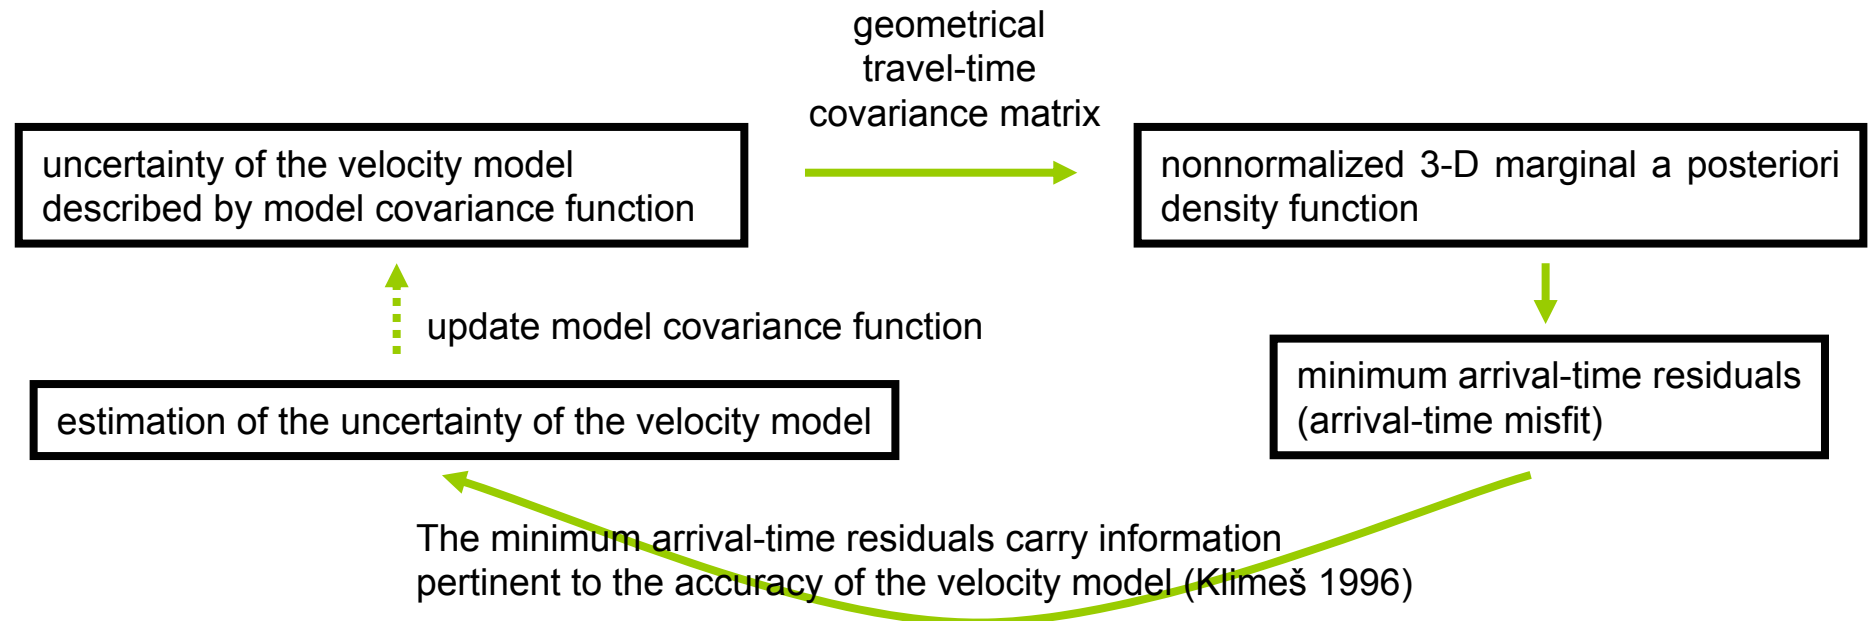 geometrical
travel-time
covariance matrix
uncertainty of the velocity model
described by model covariance function
nonnormalized 3-D marginal a posteriori
density function
update model covariance function
minimum arrival-time residuals
(arrival-time misfit)
estimation of the uncertainty of the velocity model
The minimum arrival-time residuals carry information
pertinent to the accuracy of the velocity model (Klimeš 1996)